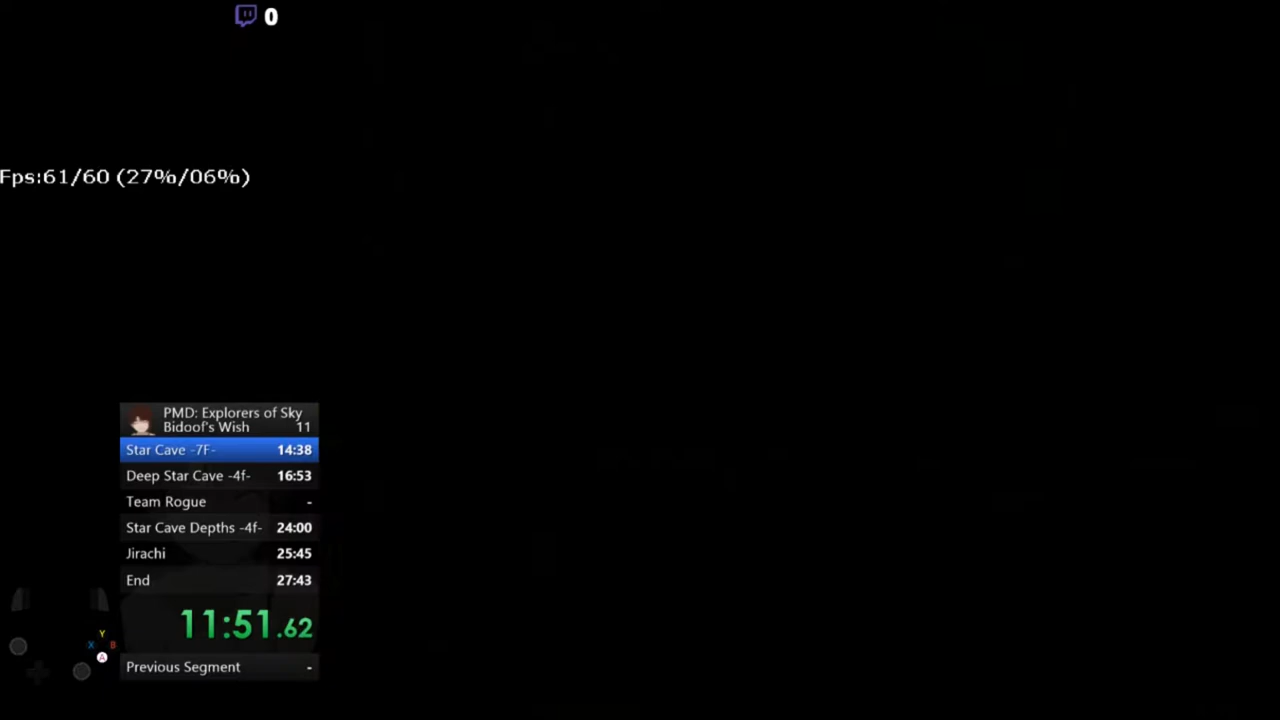 0
Fps:61/60 (27%/06%)
PMD: Explorers of Sky
Bidoof's Wish 11
Star Cave -7F- 14:38
Deep Star Cave -4f- 16:53
Team Rogue -
Star Cave Depths -4f- 24:00
Jirachi 25:45
End 27:43
11:51.62
Y
X B
A
Previous Segment -